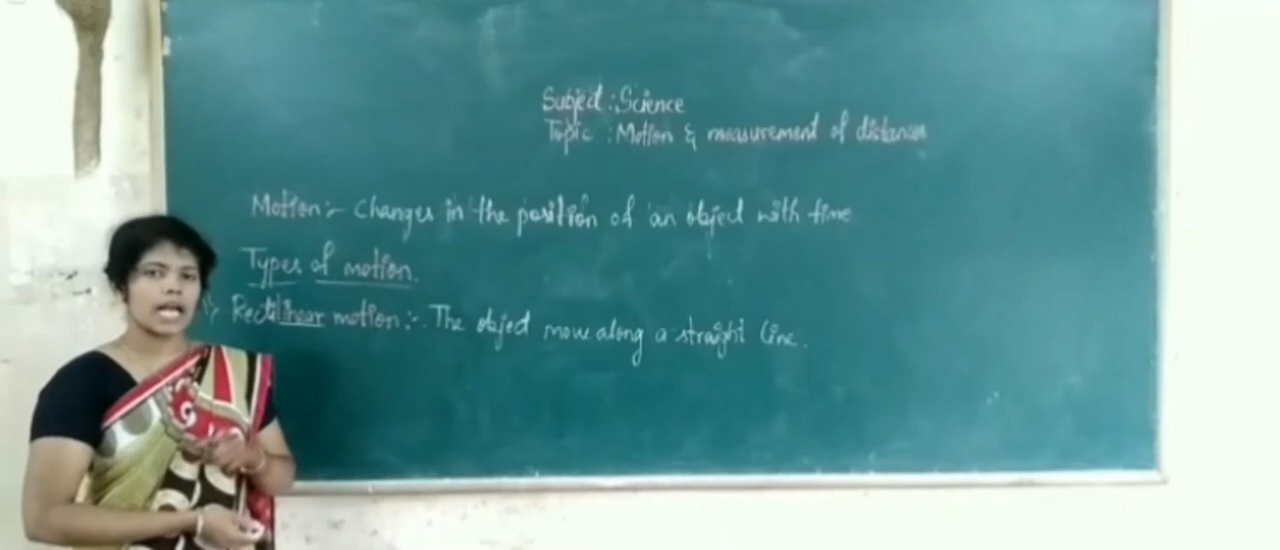 Subject : Science
Topic : Motion & measurement of distances
Motion :- Changes in the position of an object with time
Types of motion.
1) Rectilinear motion :- The object move along a straight line.